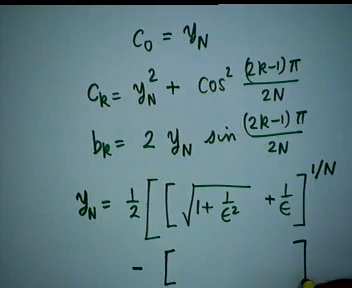 C₀ = y_N
C_k = y_N² + cos² (2k-1)π / 2N
b_k = 2 y_N sin (2k-1)π / 2N
y_N = 1/2 [ [ √(1 + 1/ε²) + 1/ε ]^1/N
- [ ]